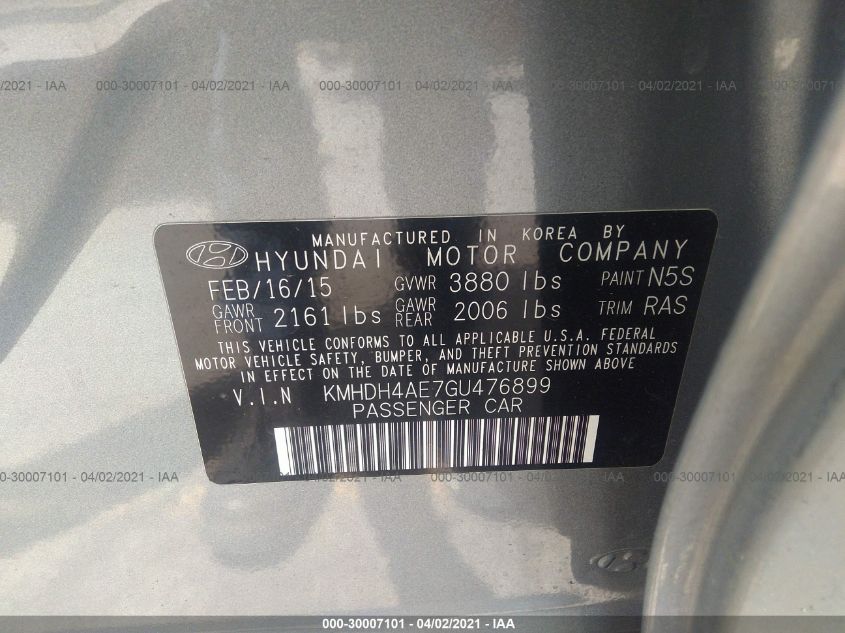 000-30007101 - 04/02/2021 - IAA
MANUFACTURED IN KOREA BY
HYUNDAI MOTOR COMPANY
FEB/16/15 GVWR 3880 lbs PAINT N5S
GAWR FRONT 2161 lbs GAWR REAR 2006 lbs TRIM RAS
THIS VEHICLE CONFORMS TO ALL APPLICABLE U.S.A. FEDERAL
MOTOR VEHICLE SAFETY, BUMPER, AND THEFT PREVENTION STANDARDS
IN EFFECT ON THE DATE OF MANUFACTURE SHOWN ABOVE
V.I.N KMHDH4AE7GU476899
PASSENGER CAR
000-30007101 - 04/02/2021 - IAA
000-30007101 - 04/02/2021 - IAA